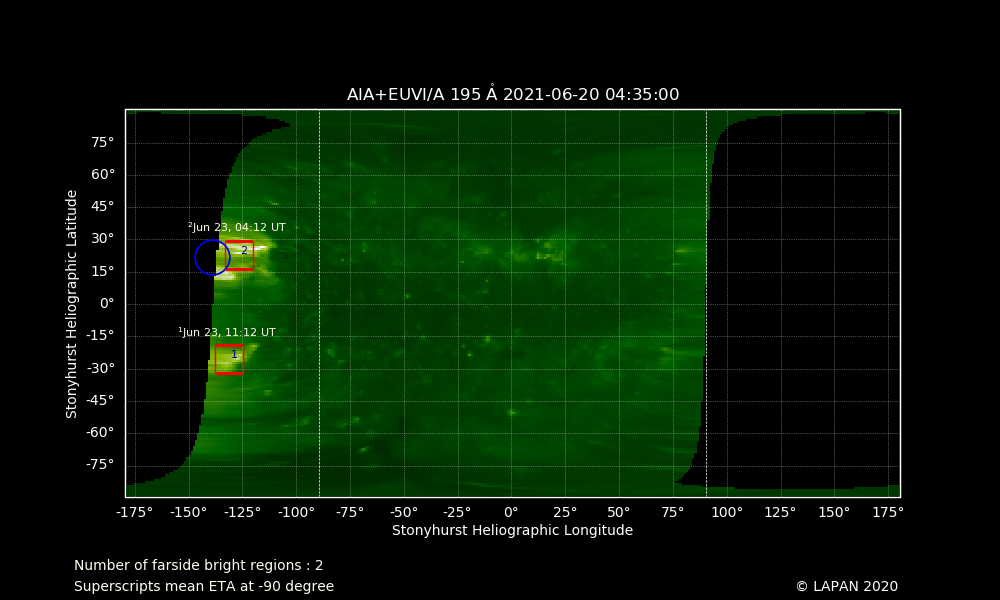 AIA+EUVI/A 195 Å 2021-06-20 04:35:00
Stonyhurst Heliographic Latitude
75°
60°
45°
30°
15°
0°
-15°
-30°
-45°
-60°
-75°
²Jun 23, 04:12 UT
2
¹Jun 23, 11:12 UT
1
-175° -150° -125° -100° -75° -50° -25° 0° 25° 50° 75° 100° 125° 150° 175°
Stonyhurst Heliographic Longitude
Number of farside bright regions : 2
Superscripts mean ETA at -90 degree
© LAPAN 2020